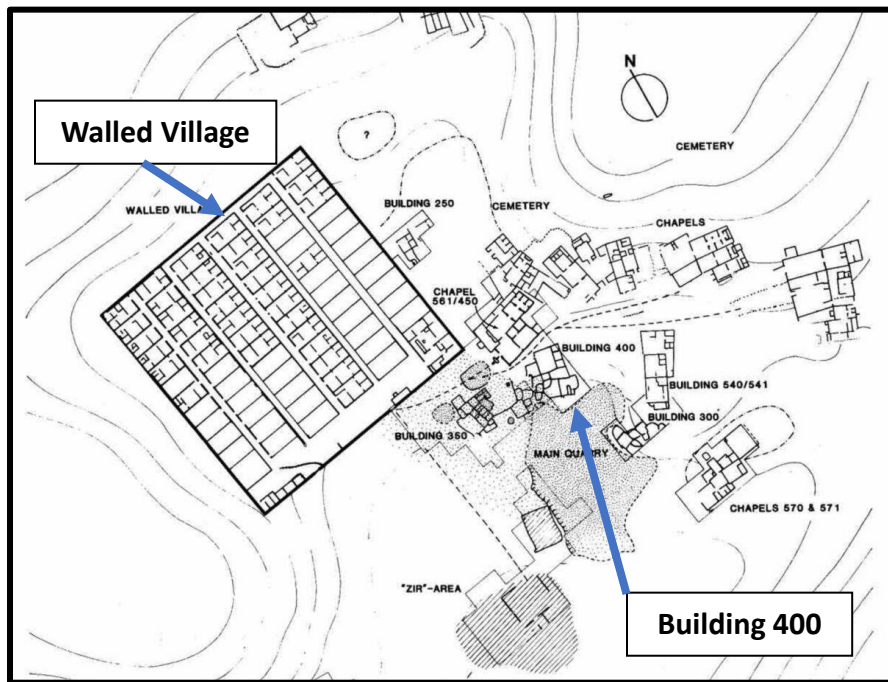 N
Walled Village
?
CEMETERY
WALLED VILLA
BUILDING 250
CEMETERY
CHAPELS
CHAPEL
561/450
BUILDING 400
BUILDING 540/541
BUILDING 300
BUILDING 350
MAIN QUARRY
CHAPELS 570 & 571
"ZIR"-AREA
Building 400